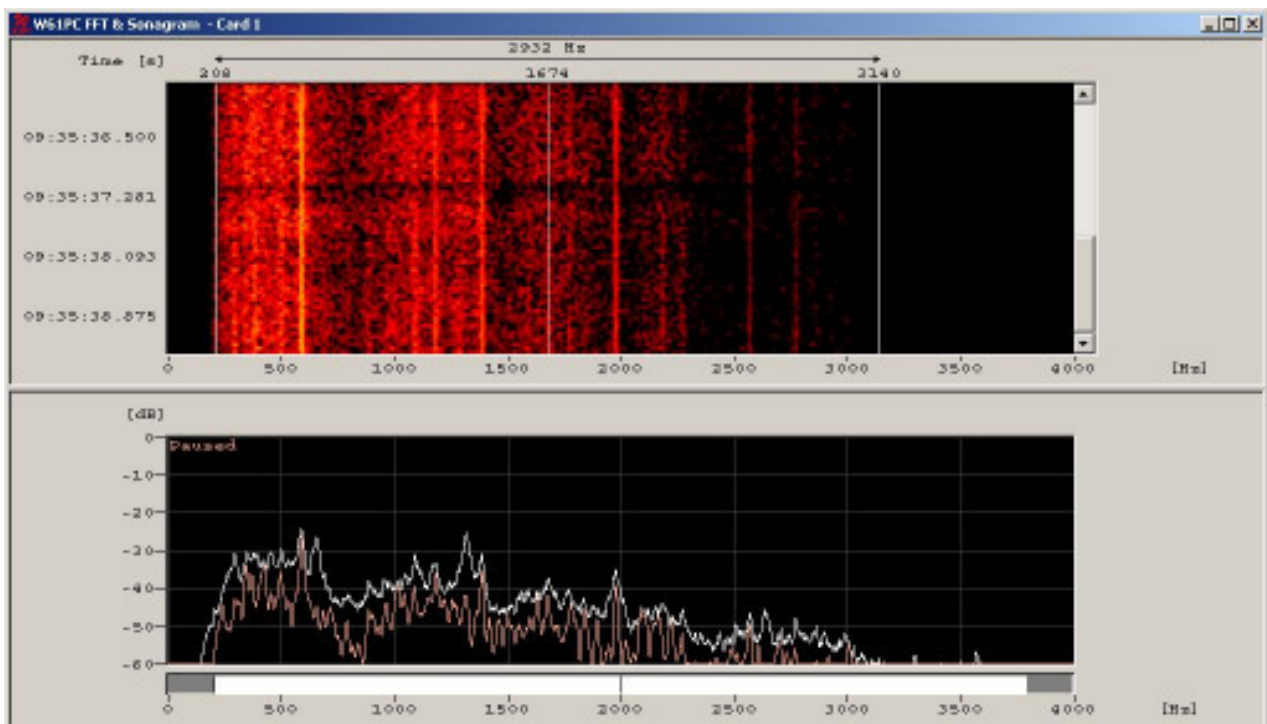 W61PC FFT & Sonagram - Card 1
2932 Hz
Time [s]
208 1674 3140
09:35:36.500
09:35:37.281
09:35:38.093
09:35:38.875
0 500 1000 1500 2000 2500 3000 3500 4000 [Hz]
[dB]
0
Paused
-10
-20
-30
-40
-50
-60
0 500 1000 1500 2000 2500 3000 3500 4000 [Hz]